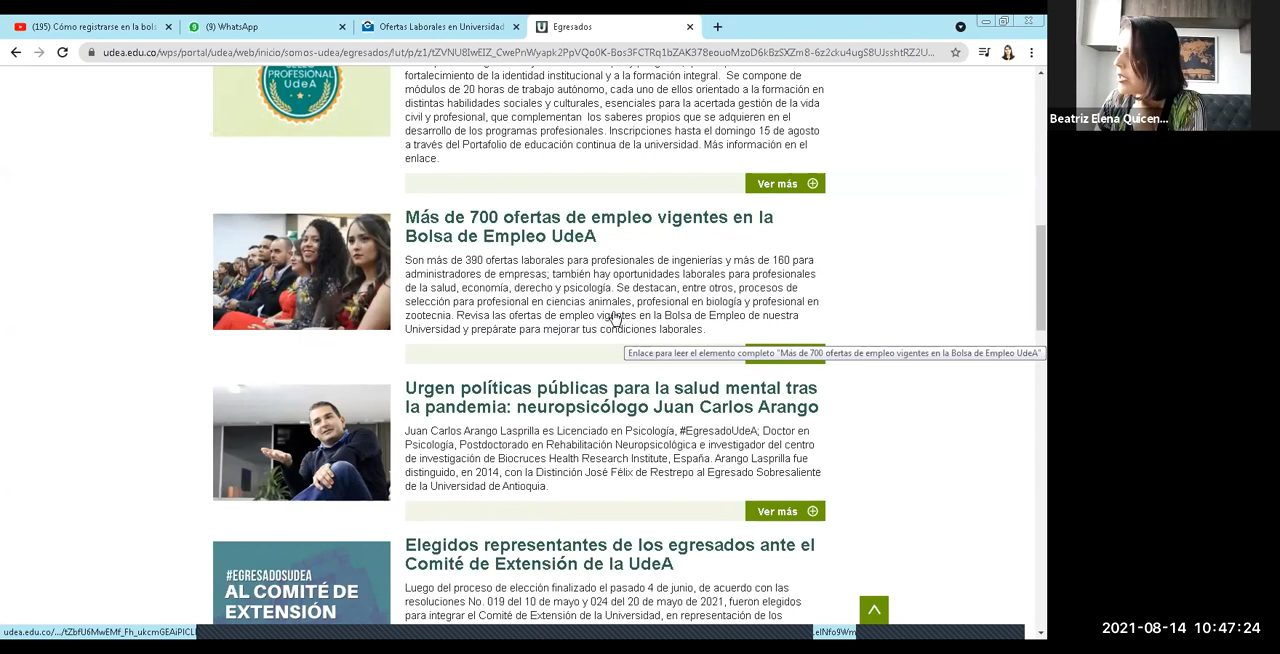 (195) Cómo registrarse en la bols
(9) WhatsApp
Ofertas Laborales en Universidad
Egresados
udea.edu.co/wps/portal/udea/web/inicio/somos-udea/egresados/
PROFESIONAL
UdeA
fortalecimiento de la identidad institucional y a la formación integral. Se compone de
módulos de 20 horas de trabajo autónomo, cada uno de ellos orientado a la formación en
distintas habilidades sociales y culturales, esenciales para la acertada gestión de la vida
civil y profesional, que complementan los saberes propios que se adquieren en el
desarrollo de los programas profesionales. Inscripciones hasta el domingo 15 de agosto
a través del Portafolio de educación continua de la universidad. Más información en el
enlace.
Ver más
Más de 700 ofertas de empleo vigentes en la
Bolsa de Empleo UdeA
Son más de 390 ofertas laborales para profesionales de ingenierías y más de 160 para
administradores de empresas; también hay oportunidades laborales para profesionales
de la salud, economía, derecho y psicología. Se destacan, entre otros, procesos de
selección para profesional en ciencias animales, profesional en biología y profesional en
zootecnia. Revisa las ofertas de empleo vigentes en la Bolsa de Empleo de nuestra
Universidad y prepárate para mejorar tus condiciones laborales.
Enlace para leer el elemento completo "Más de 700 ofertas de empleo vigentes en la Bolsa de Empleo UdeA"
Urgen políticas públicas para la salud mental tras
la pandemia: neuropsicólogo Juan Carlos Arango
Juan Carlos Arango Lasprilla es Licenciado en Psicología, #EgresadoUdeA; Doctor en
Psicología, Postdoctorado en Rehabilitación Neuropsicológica e investigador del centro
de investigación de Biocruces Health Research Institute, España. Arango Lasprilla fue
distinguido, en 2014, con la Distinción José Félix de Restrepo al Egresado Sobresaliente
de la Universidad de Antioquia.
Ver más
Elegidos representantes de los egresados ante el
Comité de Extensión de la UdeA
#EGRESADOSUDEA
AL COMITÉ DE
EXTENSIÓN
Luego del proceso de elección finalizado el pasado 4 de junio, de acuerdo con las
resoluciones No. 019 del 10 de mayo y 024 del 20 de mayo de 2021, fueron elegidos
para integrar el Comité de Extensión de la Universidad, en representación de los
Beatriz Elena Quicen...
2021-08-14 10:47:24